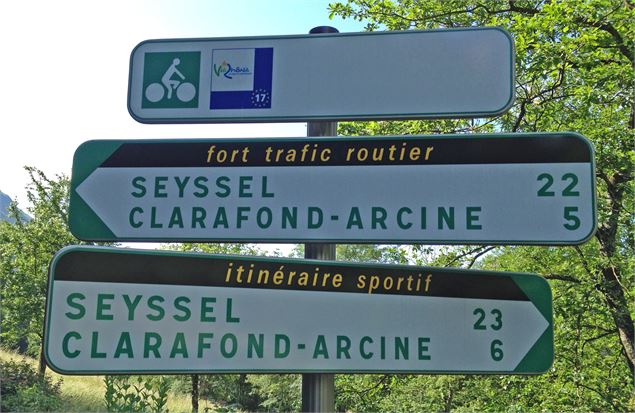 ViaRhôna
17
fort trafic routier
SEYSSEL 22
CLARAFOND-ARCINE 5
itinéraire sportif
SEYSSEL 23
CLARAFOND-ARCINE 6